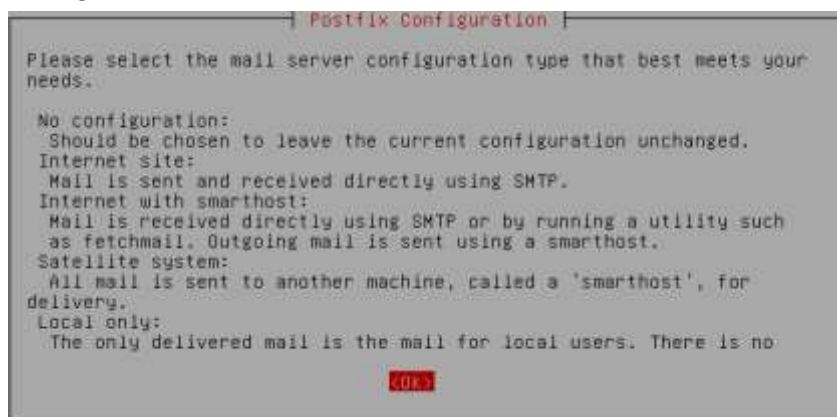 Postfix Configuration
Please select the mail server configuration type that best meets your
needs.
No configuration:
Should be chosen to leave the current configuration unchanged.
Internet site:
Mail is sent and received directly using SMTP.
Internet with smarthost:
Mail is received directly using SMTP or by running a utility such
as fetchmail. Outgoing mail is sent using a smarthost.
Satellite system:
All mail is sent to another machine, called a 'smarthost', for
delivery.
Local only:
The only delivered mail is the mail for local users. There is no
<Ok>